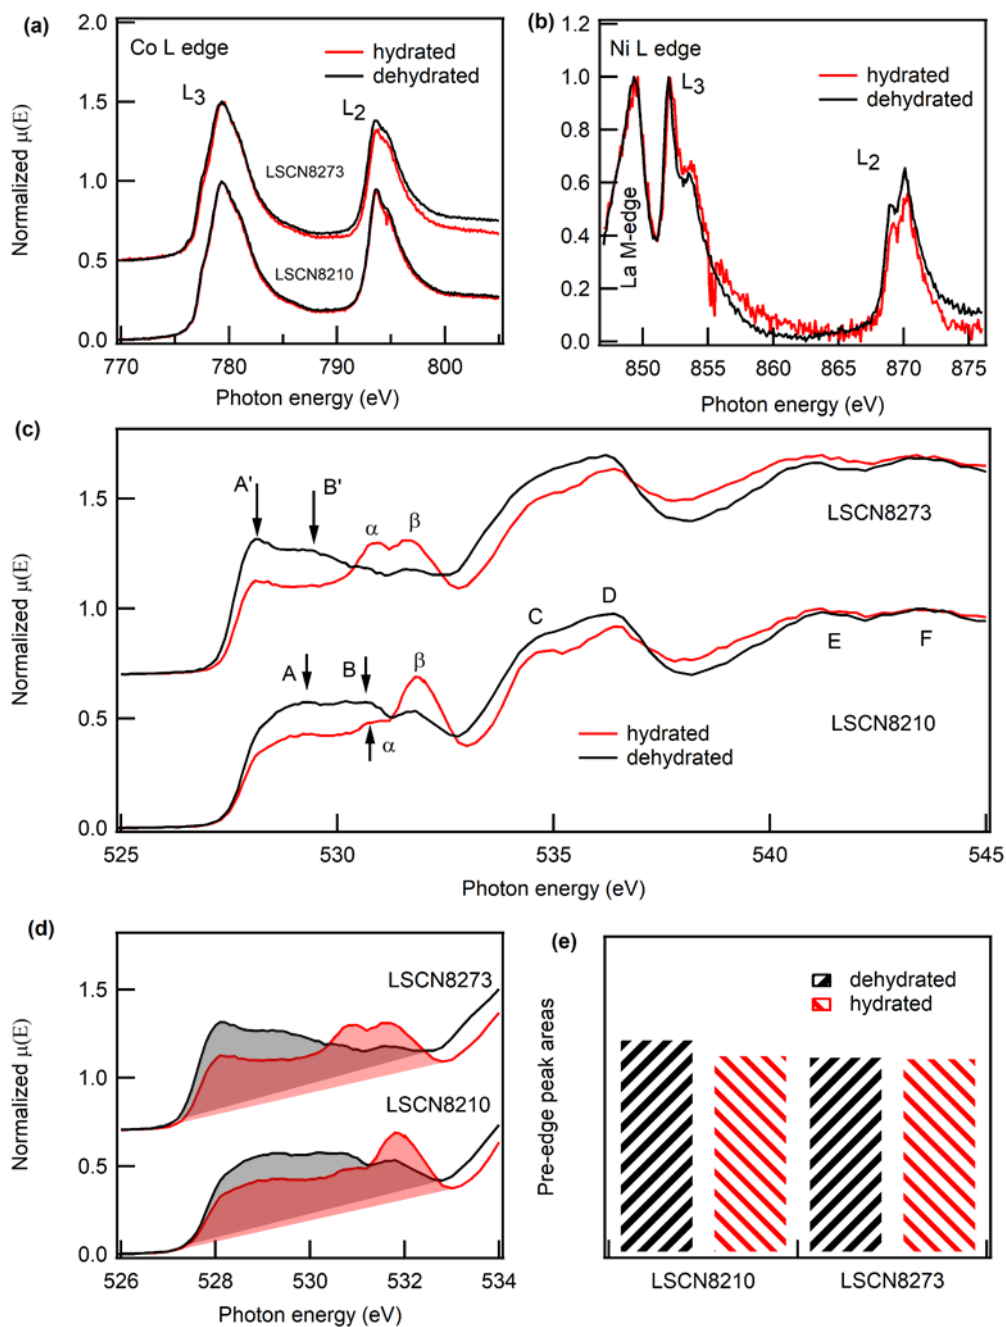 (a)
2.0
1.5
1.0
0.5
0.0
Normalized μ(E)
Co L edge
hydrated
dehydrated
L3
L2
LSCN8273
LSCN8210
770
780
790
800
Photon energy (eV)
(b)
1.2
1.0
0.8
0.6
0.4
0.2
0.0
Ni L edge
hydrated
dehydrated
L3
L2
La M-edge
850
855
860
865
870
875
Photon energy (eV)
(c)
1.5
1.0
0.5
0.0
Normalized μ(E)
A'
B'
α
β
LSCN8273
A
B
β
α
C
D
E
F
LSCN8210
hydrated
dehydrated
525
530
535
540
545
Photon energy (eV)
(d)
1.5
1.0
0.5
0.0
Normalized μ(E)
LSCN8273
LSCN8210
526
528
530
532
534
Photon energy (eV)
(e)
Pre-edge peak areas
dehydrated
hydrated
LSCN8210
LSCN8273